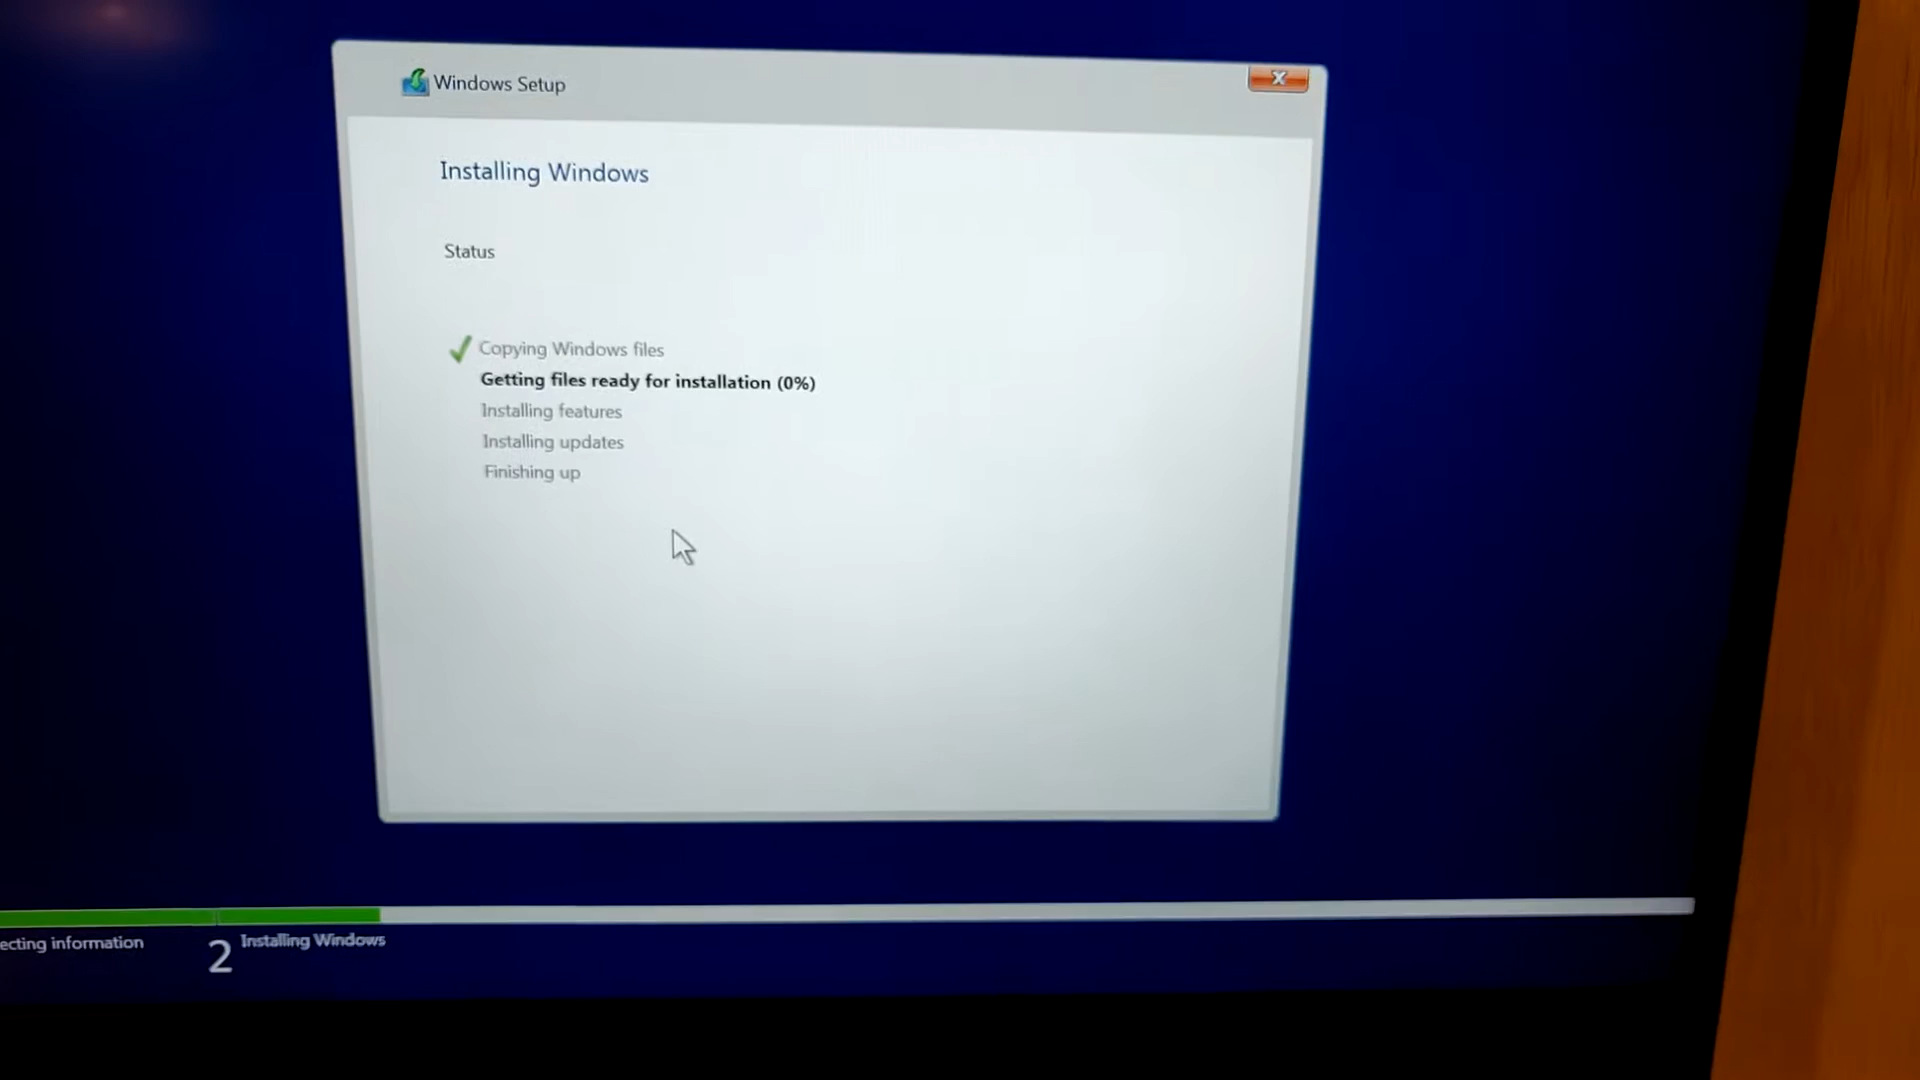 Windows Setup
Installing Windows
Status
Copying Windows files
Getting files ready for installation (0%)
Installing features
Installing updates
Finishing up
ecting information
2 Installing Windows